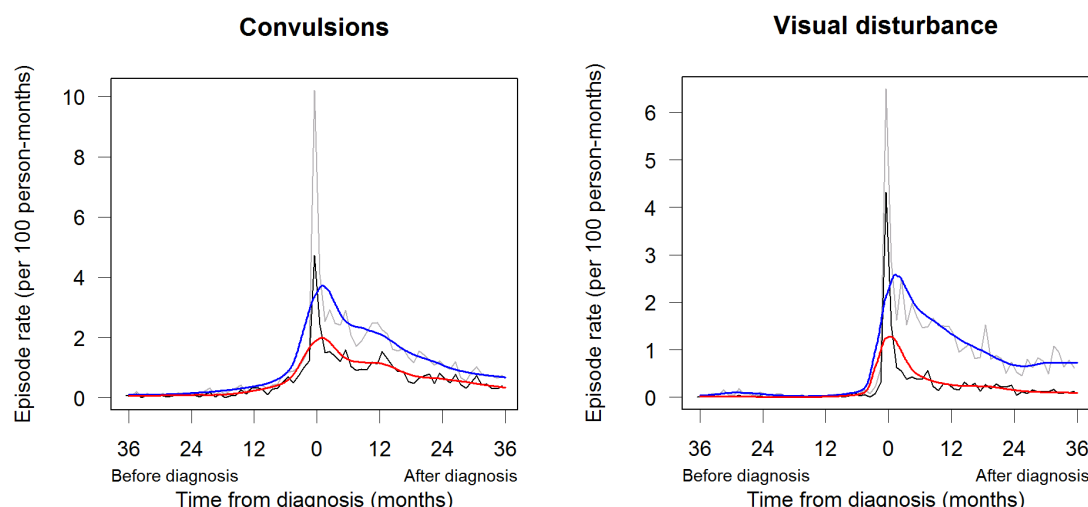 Convulsions
Episode rate (per 100 person-months)
10
8
6
4
2
0
36 24 12 0 12 24 36
Before diagnosis After diagnosis
Time from diagnosis (months)
Visual disturbance
Episode rate (per 100 person-months)
6
5
4
3
2
1
0
36 24 12 0 12 24 36
Before diagnosis After diagnosis
Time from diagnosis (months)